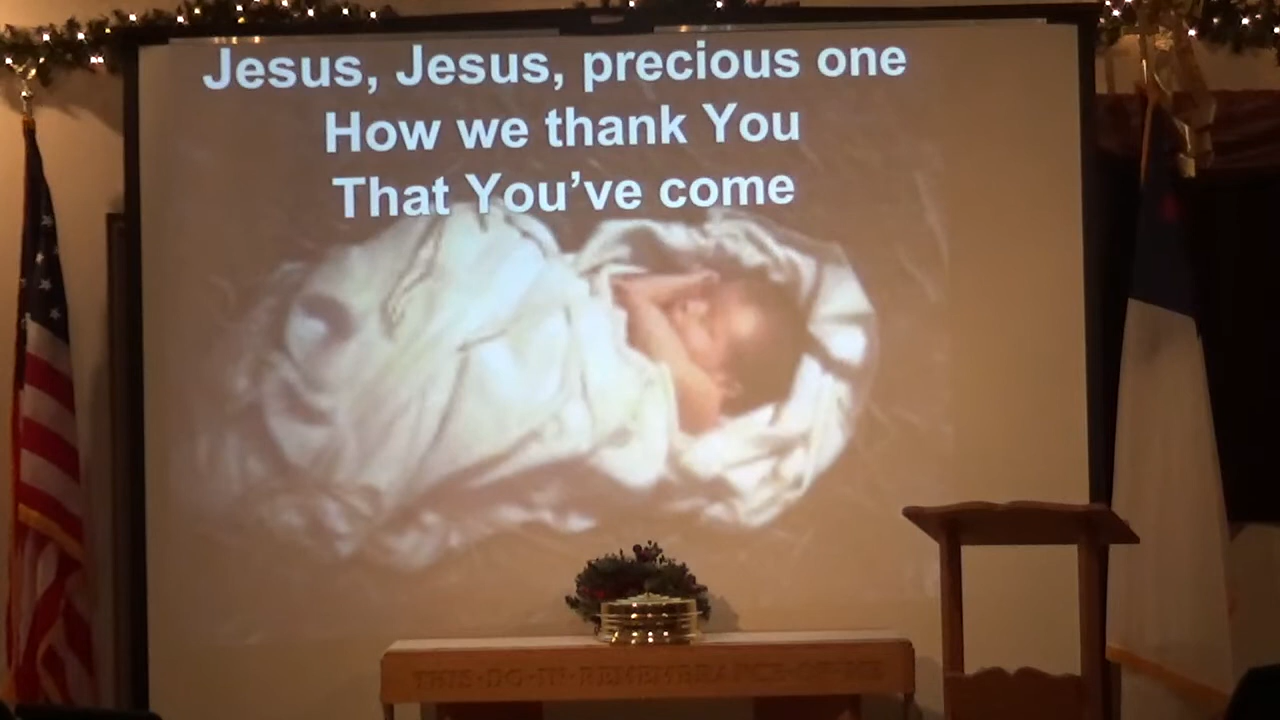 Jesus, Jesus, precious one
How we thank You
That You’ve come
THIS·DO·IN·REMEMBRANCE·OF·ME